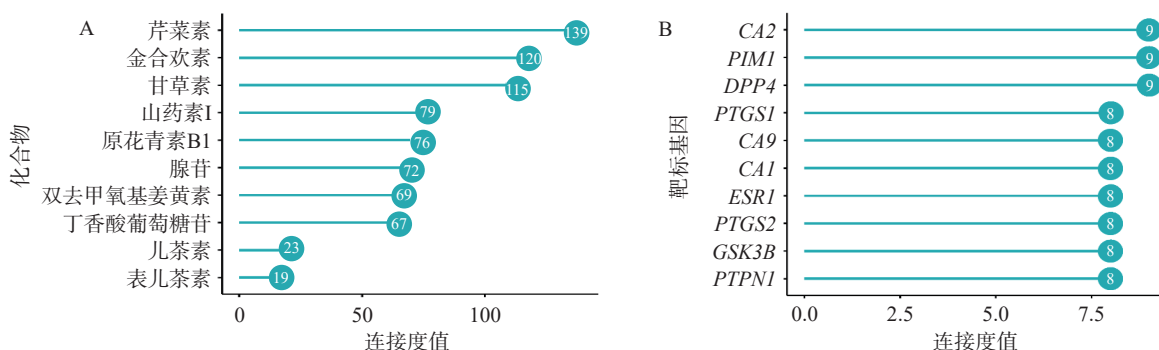 A
化合物
芹菜素
139
金合欢素
120
甘草素
115
山药素I
79
原花青素B1
76
腺苷
72
双去甲氧基姜黄素
69
丁香酸葡萄糖苷
67
儿茶素
23
表儿茶素
19
0
50
100
连接度值
B
靶标基因
CA2
9
PIM1
9
DPP4
9
PTGS1
8
CA9
8
CA1
8
ESR1
8
PTGS2
8
GSK3B
8
PTPN1
8
0.0
2.5
5.0
7.5
连接度值